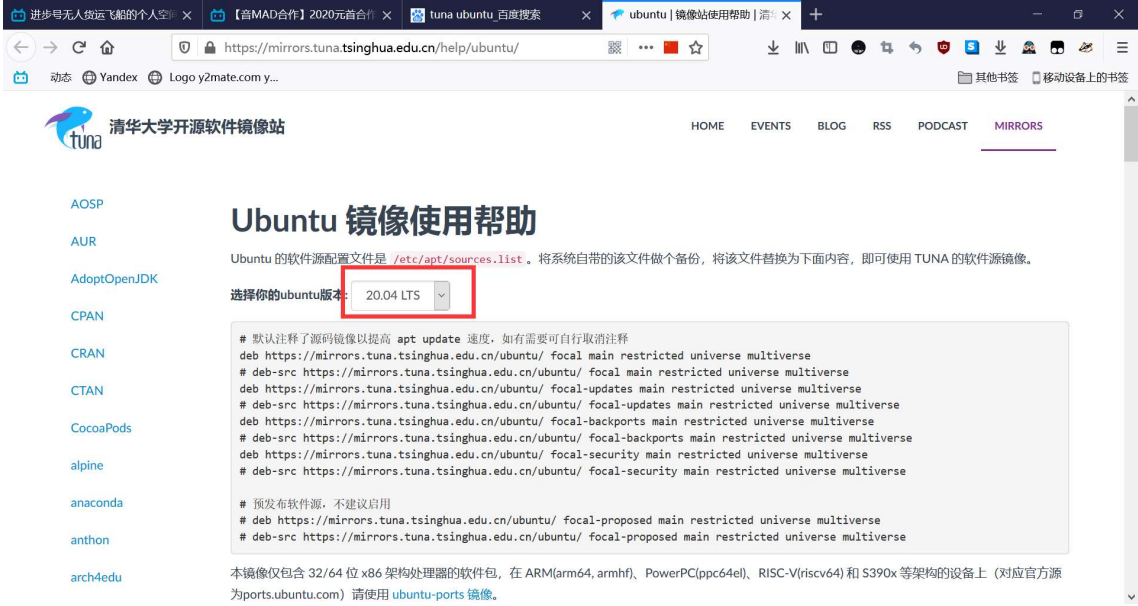 进步号无人货运飞船的个人空间
【音MAD合作】2020元首合作
tuna ubuntu_百度搜索
ubuntu | 镜像站使用帮助 | 清华
https://mirrors.tuna.tsinghua.edu.cn/help/ubuntu/
动态 Yandex Logo y2mate.com y...
其他书签 移动设备上的书签
tuna 清华大学开源软件镜像站
HOME EVENTS BLOG RSS PODCAST MIRRORS
AOSP
AUR
AdoptOpenJDK
CPAN
CRAN
CTAN
CocoaPods
alpine
anaconda
anthon
arch4edu
Ubuntu 镜像使用帮助
Ubuntu 的软件源配置文件是 /etc/apt/sources.list 。将系统自带的该文件做个备份，将该文件替换为下面内容，即可使用 TUNA 的软件源镜像。
选择你的ubuntu版本: 20.04 LTS
# 默认注释了源码镜像以提高 apt update 速度，如有需要可自行取消注释
deb https://mirrors.tuna.tsinghua.edu.cn/ubuntu/ focal main restricted universe multiverse
# deb-src https://mirrors.tuna.tsinghua.edu.cn/ubuntu/ focal main restricted universe multiverse
deb https://mirrors.tuna.tsinghua.edu.cn/ubuntu/ focal-updates main restricted universe multiverse
# deb-src https://mirrors.tuna.tsinghua.edu.cn/ubuntu/ focal-updates main restricted universe multiverse
deb https://mirrors.tuna.tsinghua.edu.cn/ubuntu/ focal-backports main restricted universe multiverse
# deb-src https://mirrors.tuna.tsinghua.edu.cn/ubuntu/ focal-backports main restricted universe multiverse
deb https://mirrors.tuna.tsinghua.edu.cn/ubuntu/ focal-security main restricted universe multiverse
# deb-src https://mirrors.tuna.tsinghua.edu.cn/ubuntu/ focal-security main restricted universe multiverse
# 预发布软件源，不建议启用
# deb https://mirrors.tuna.tsinghua.edu.cn/ubuntu/ focal-proposed main restricted universe multiverse
# deb-src https://mirrors.tuna.tsinghua.edu.cn/ubuntu/ focal-proposed main restricted universe multiverse
本镜像仅包含 32/64 位 x86 架构处理器的软件包，在 ARM(arm64, armhf)、PowerPC(ppc64el)、RISC-V(riscv64) 和 S390x 等架构的设备上（对应官方源
为ports.ubuntu.com）请使用 ubuntu-ports 镜像。